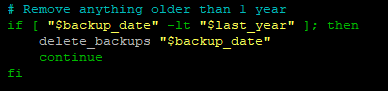 # Remove anything older than 1 year
if [ "$backup_date" -lt "$last_year" ]; then
    delete_backups "$backup_date"
    continue
fi